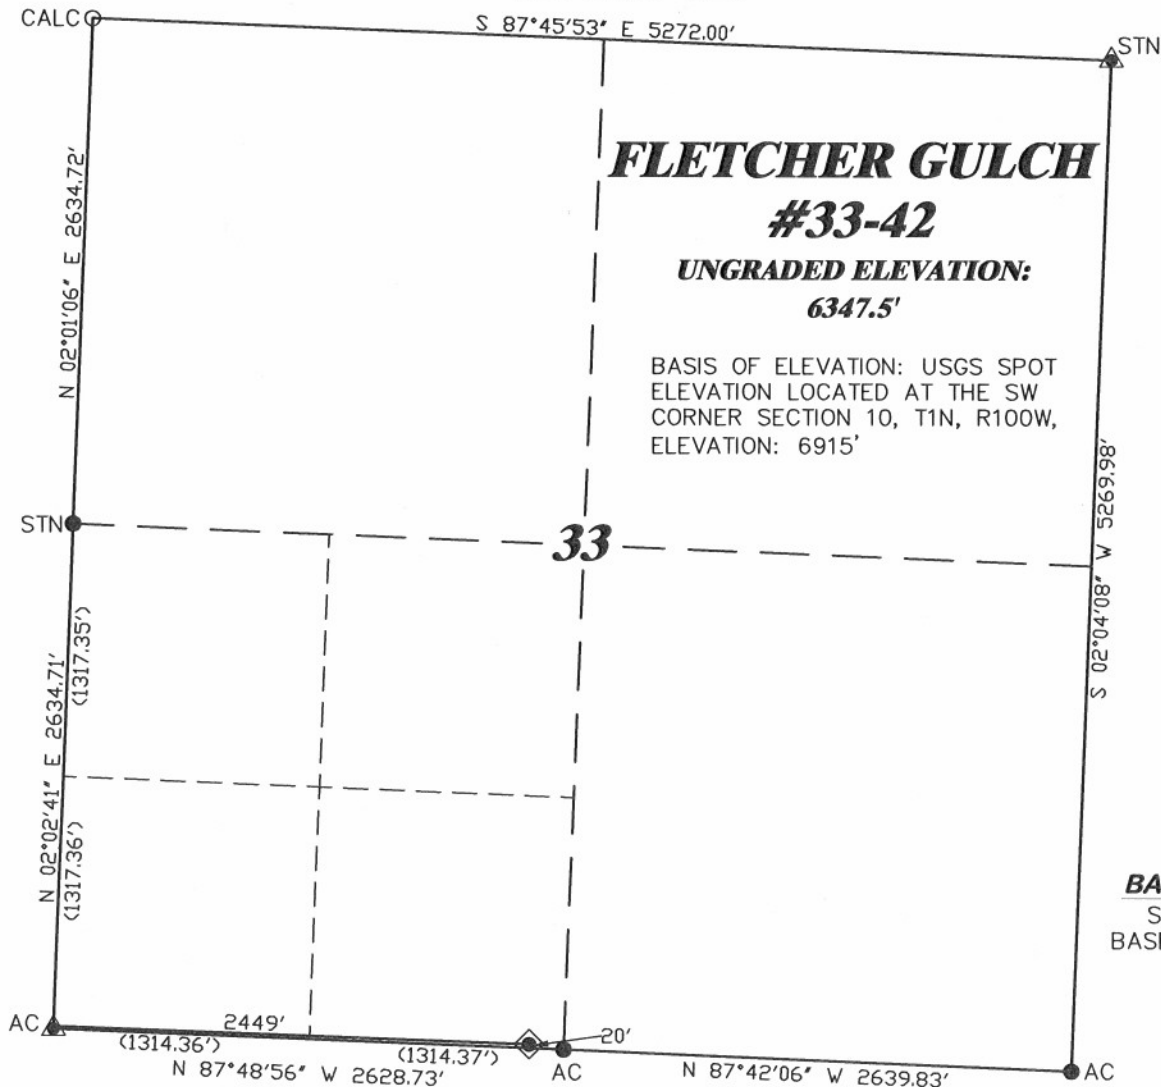 CALC
S 87°45'53" E 5272.00'
STN
FLETCHER GULCH
#33-42
UNGRADED ELEVATION:
6347.5'
BASIS OF ELEVATION: USGS SPOT
ELEVATION LOCATED AT THE SW
CORNER SECTION 10, T1N, R100W,
ELEVATION: 6915'
N 02°01'06" E 2634.72'
S 02°04'08" W 5269.98'
STN
33
(1317.35')
N 02°02'41" E 2634.71'
(1317.36')
BA
S
BASI
AC
2449'
20'
(1314.36')
(1314.37')
N 87°48'56" W 2628.73'
AC
N 87°42'06" W 2639.83'
AC